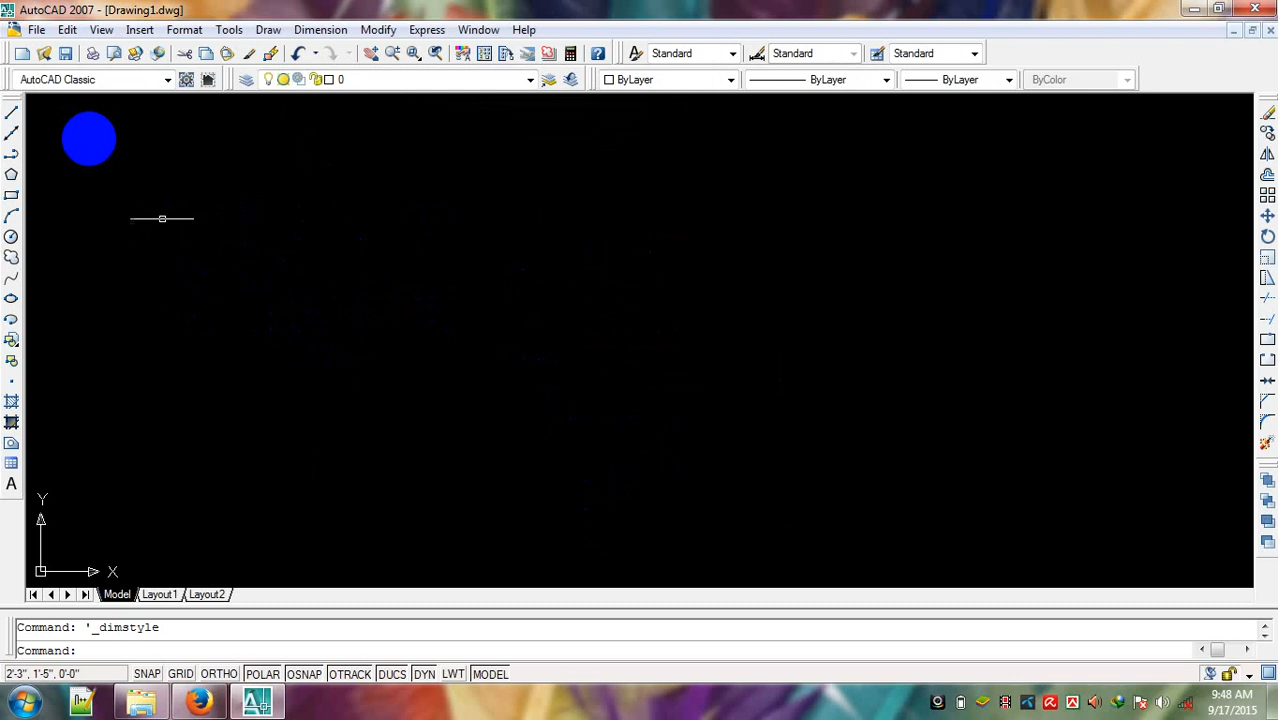 AutoCAD 2007 - [Drawing1.dwg]
File Edit View Insert Format Tools Draw Dimension Modify Express Window Help
Standard Standard Standard
AutoCAD Classic 0 ByLayer ByLayer ByLayer ByColor
A
Y
X
Model Layout1 Layout2
Command: '_dimstyle
Command:
2'-3", 1'-5", 0'-0" SNAP GRID ORTHO POLAR OSNAP OTRACK DUCS DYN LWT MODEL
9:48 AM
9/17/2015